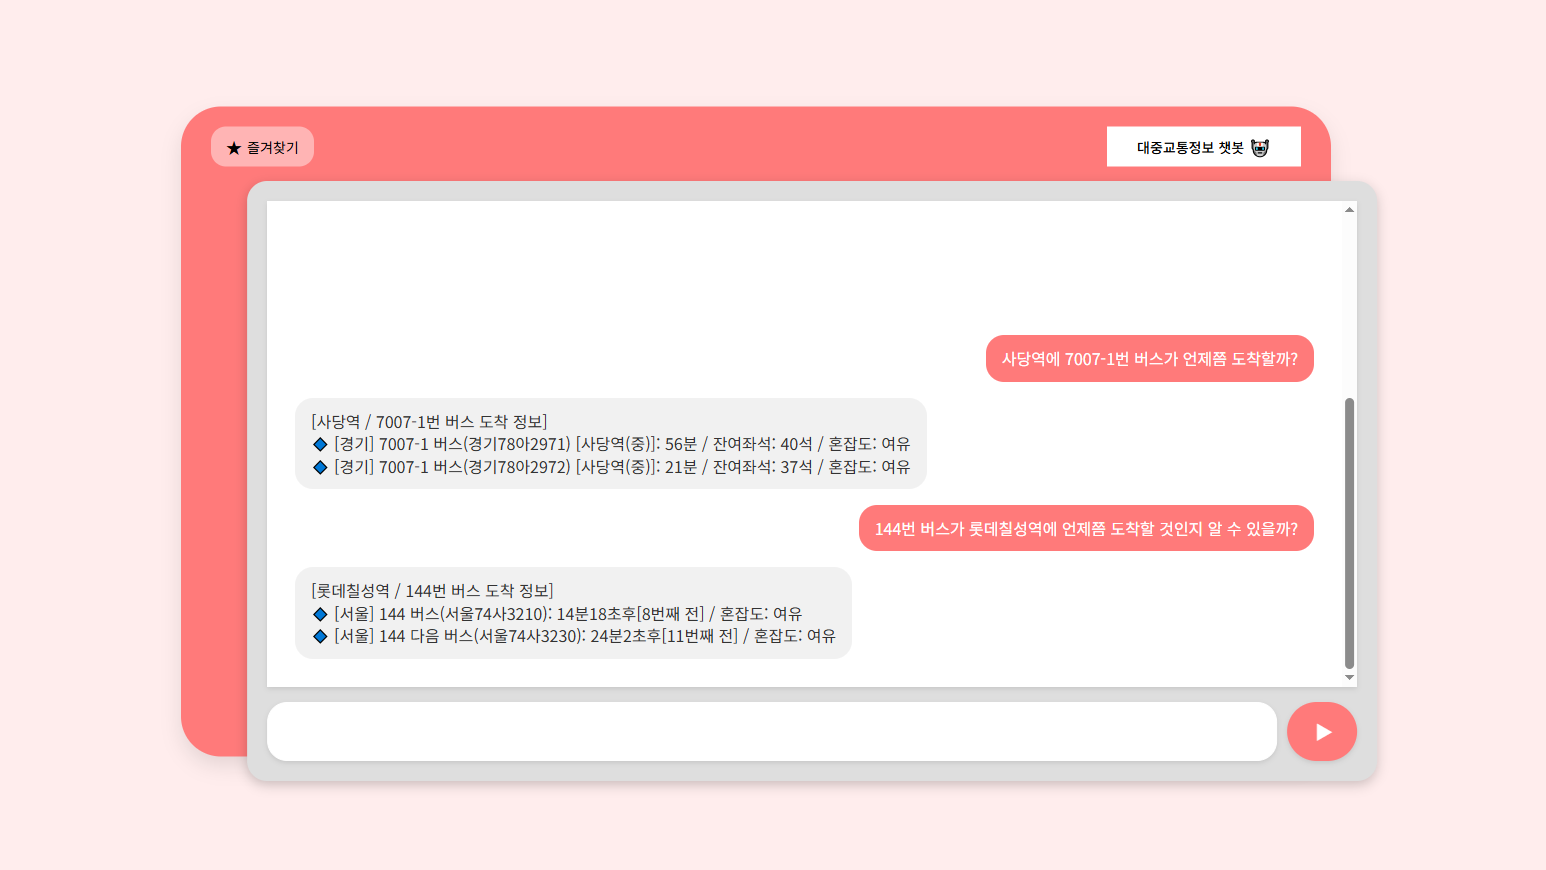 ★ 즐겨찾기
대중교통정보 챗봇
사당역에 7007-1번 버스가 언제쯤 도착할까?
[사당역 / 7007-1번 버스 도착 정보]
[경기] 7007-1 버스(경기78아2971) [사당역(중)]: 56분 / 잔여좌석: 40석 / 혼잡도: 여유
[경기] 7007-1 버스(경기78아2972) [사당역(중)]: 21분 / 잔여좌석: 37석 / 혼잡도: 여유
144번 버스가 롯데칠성역에 언제쯤 도착할 것인지 알 수 있을까?
[롯데칠성역 / 144번 버스 도착 정보]
[서울] 144 버스(서울74사3210): 14분18초후[8번째 전] / 혼잡도: 여유
[서울] 144 다음 버스(서울74사3230): 24분2초후[11번째 전] / 혼잡도: 여유